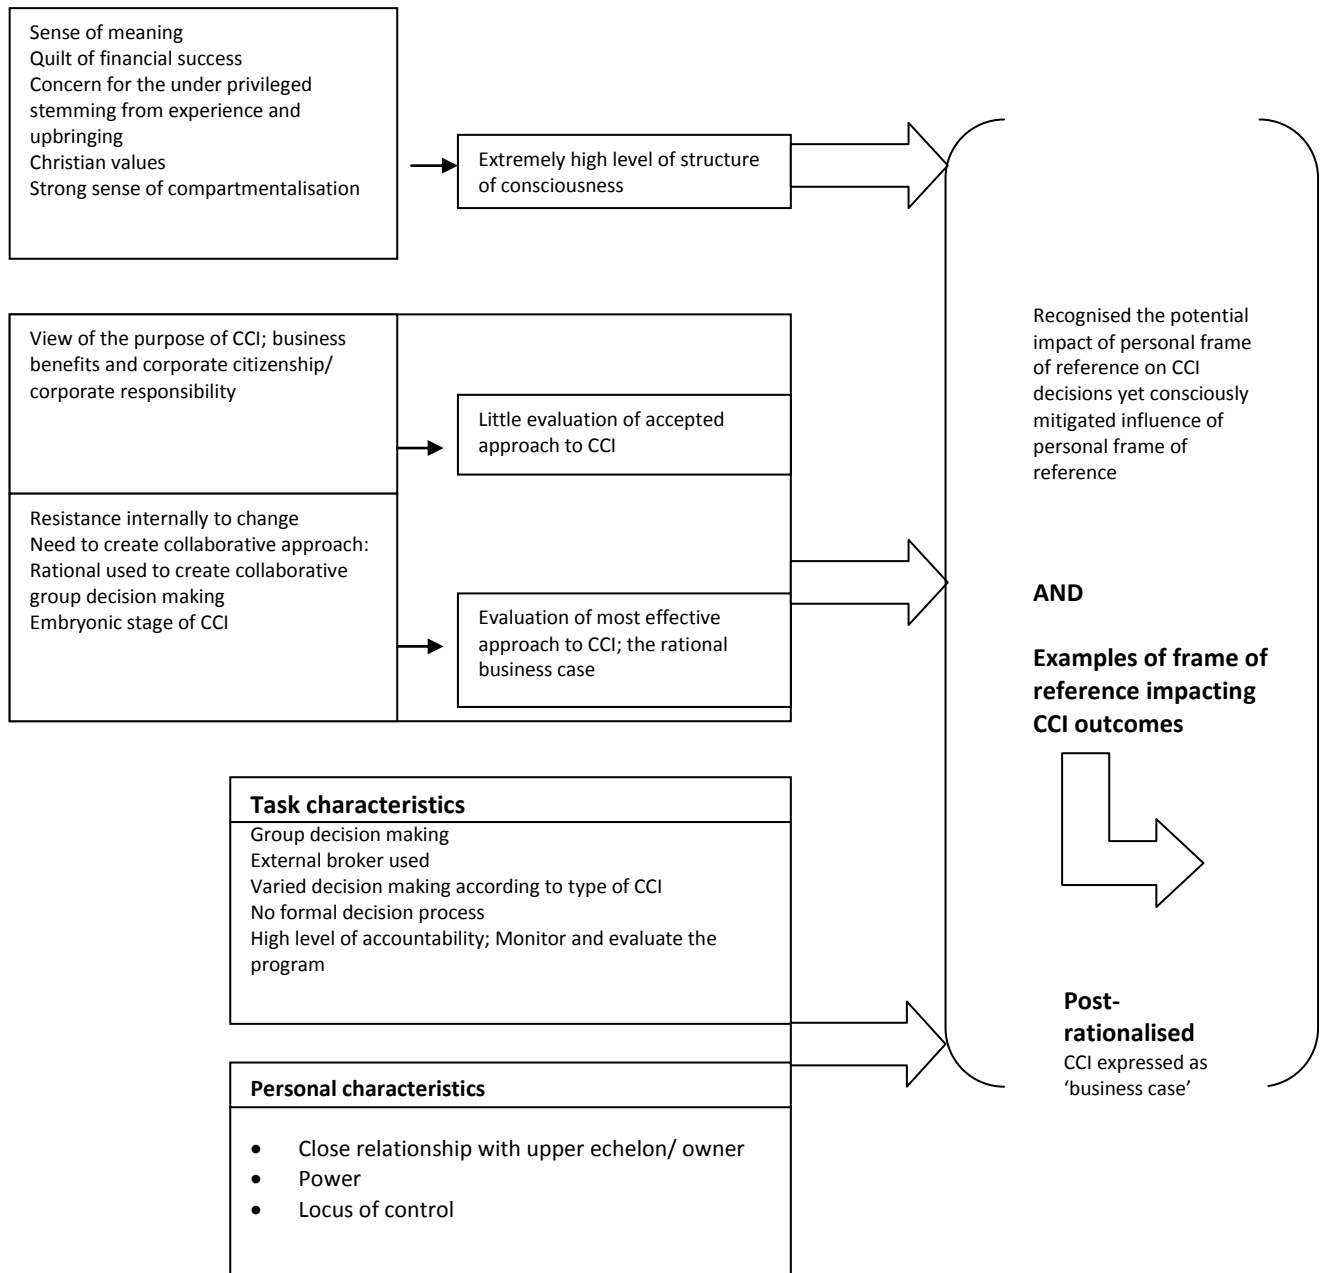 Sense of meaning
Quilt of financial success
Concern for the under privileged
stemming from experience and
upbringing
Christian values
Strong sense of compartmentalisation
Extremely high level of structure
of consciousness
View of the purpose of CCI; business
benefits and corporate citizenship/
corporate responsibility
Little evaluation of accepted
approach to CCI
Resistance internally to change
Need to create collaborative approach:
Rational used to create collaborative
group decision making
Embryonic stage of CCI
Evaluation of most effective
approach to CCI; the rational
business case
Task characteristics
Group decision making
External broker used
Varied decision making according to type of CCI
No formal decision process
High level of accountability; Monitor and evaluate the
program
Personal characteristics
• Close relationship with upper echelon/ owner
• Power
• Locus of control
Recognised the potential
impact of personal frame
of reference on CCI
decisions yet consciously
mitigated influence of
personal frame of
reference
AND
Examples of frame of
reference impacting
CCI outcomes
Post-
rationalised
CCI expressed as
‘business case’